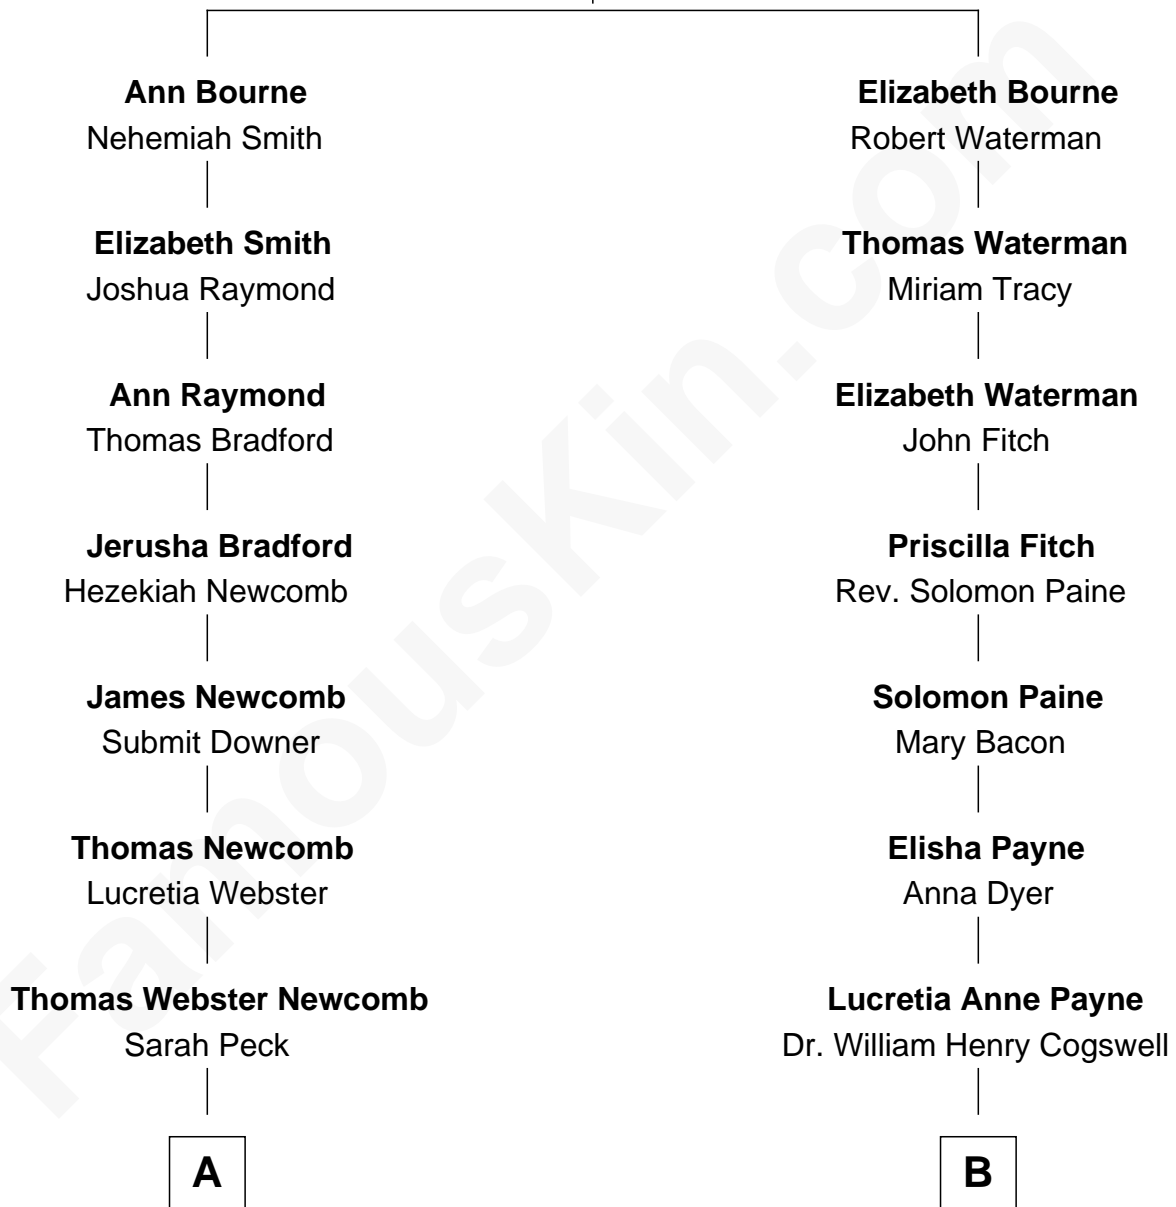 Ann Bourne
Nehemiah Smith
Elizabeth Smith
Joshua Raymond
Ann Raymond
Thomas Bradford
Jerusha Bradford
Hezekiah Newcomb
James Newcomb
Submit Downer
Thomas Newcomb
Lucretia Webster
Thomas Webster Newcomb
Sarah Peck
A
Elizabeth Bourne
Robert Waterman
Thomas Waterman
Miriam Tracy
Elizabeth Waterman
John Fitch
Priscilla Fitch
Rev. Solomon Paine
Solomon Paine
Mary Bacon
Elisha Payne
Anna Dyer
Lucretia Anne Payne
Dr. William Henry Cogswell
B
FamousKin.com